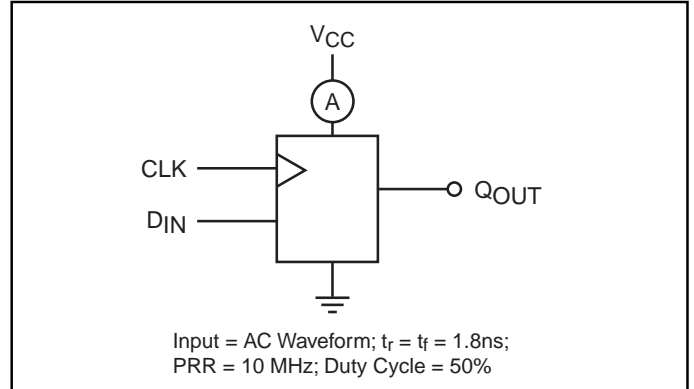 VCC
A
CLK
QOUT
DIN
Input = AC Waveform; tr = tf = 1.8ns;
PRR = 10 MHz; Duty Cycle = 50%